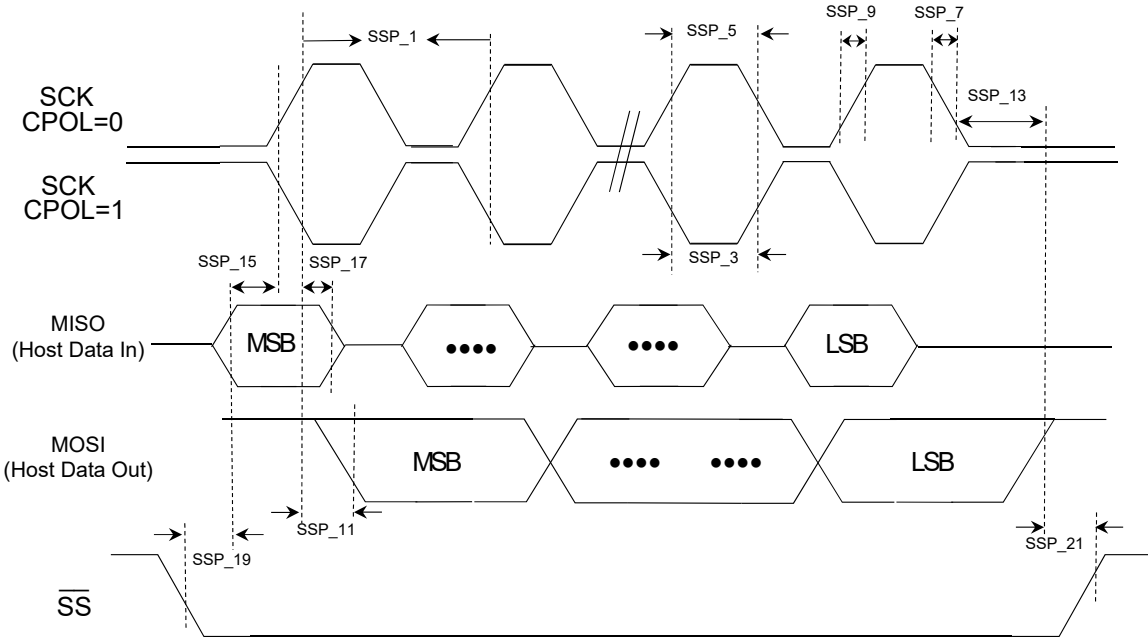 SSP_9
SSP_7
SSP_1
SSP_5
SSP_13
SCK
CPOL=0
SCK
CPOL=1
SSP_15
SSP_17
SSP_3
MISO
(Host Data In)
MSB
••••
••••
LSB
MOSI
(Host Data Out)
MSB
•••• ••••
LSB
SSP_11
SSP_19
SSP_21
SS